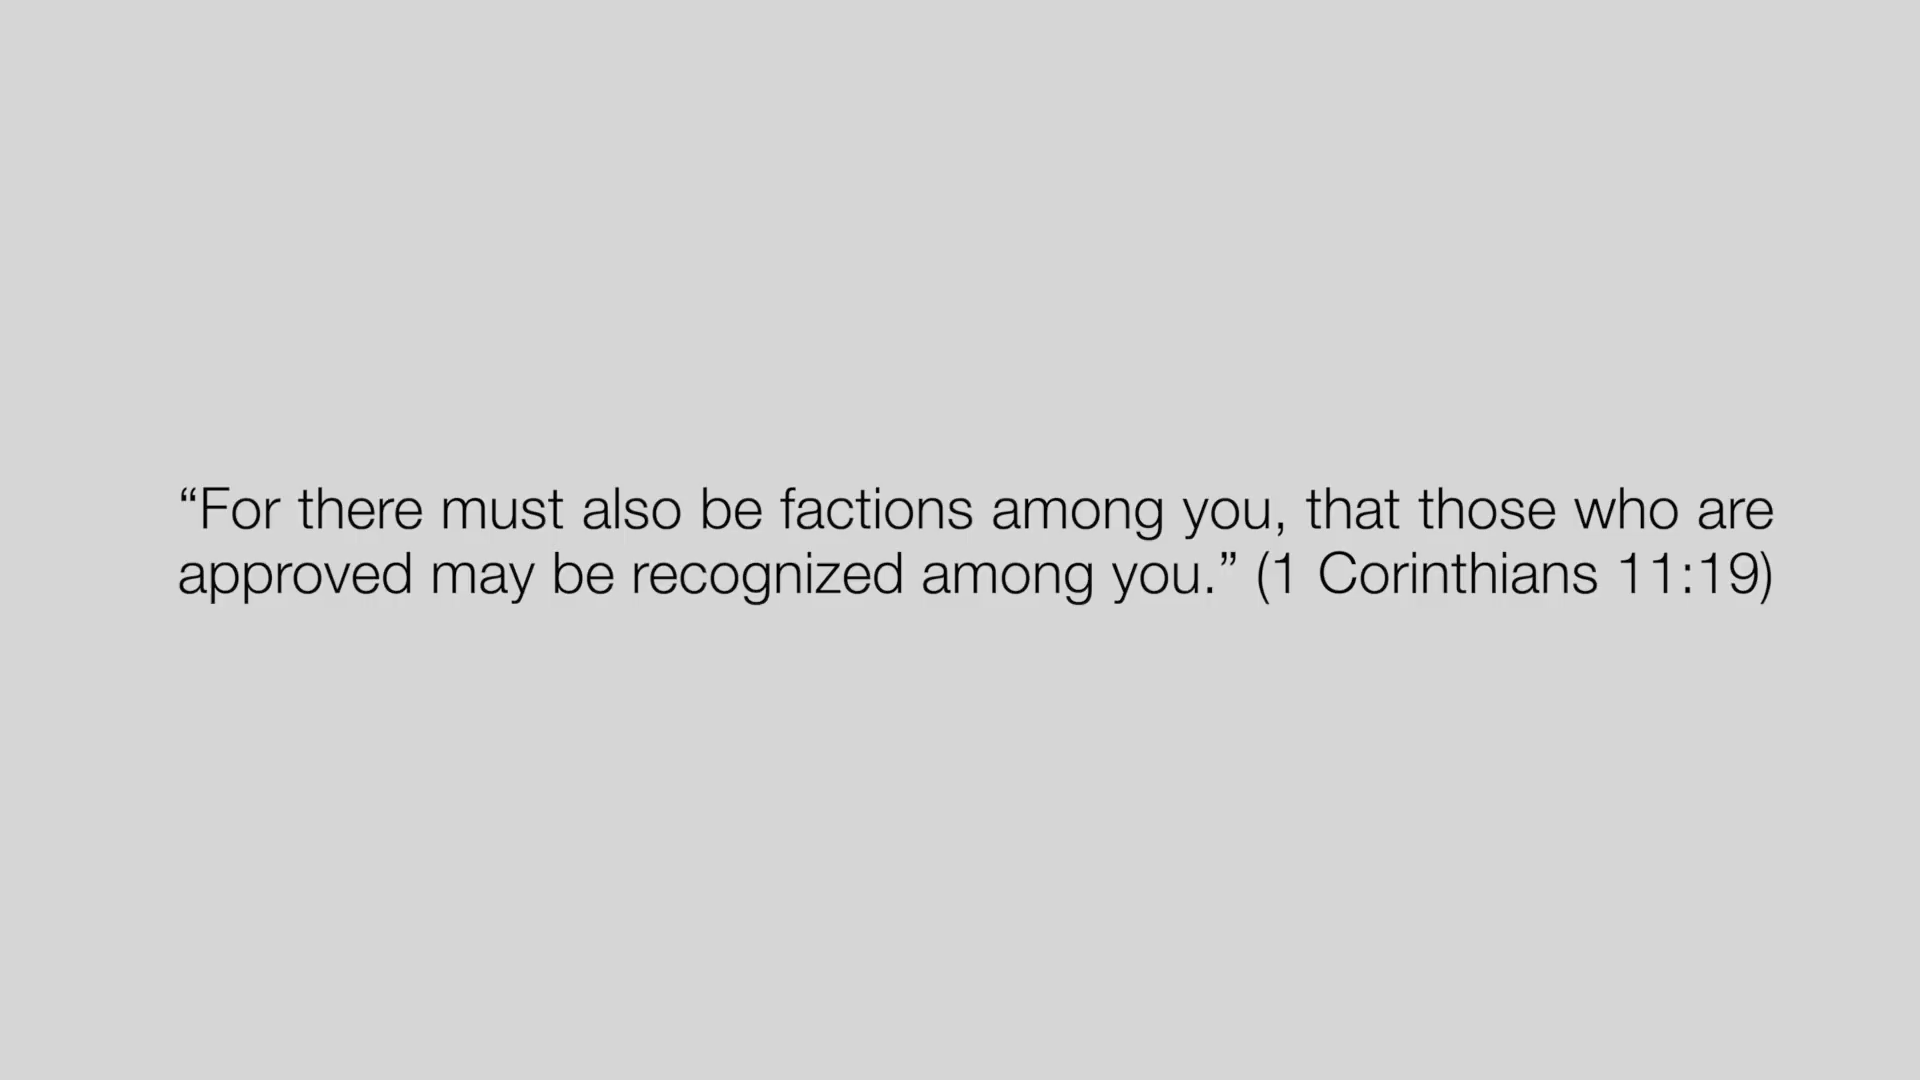 “For there must also be factions among you, that those who are
approved may be recognized among you.” (1 Corinthians 11:19)